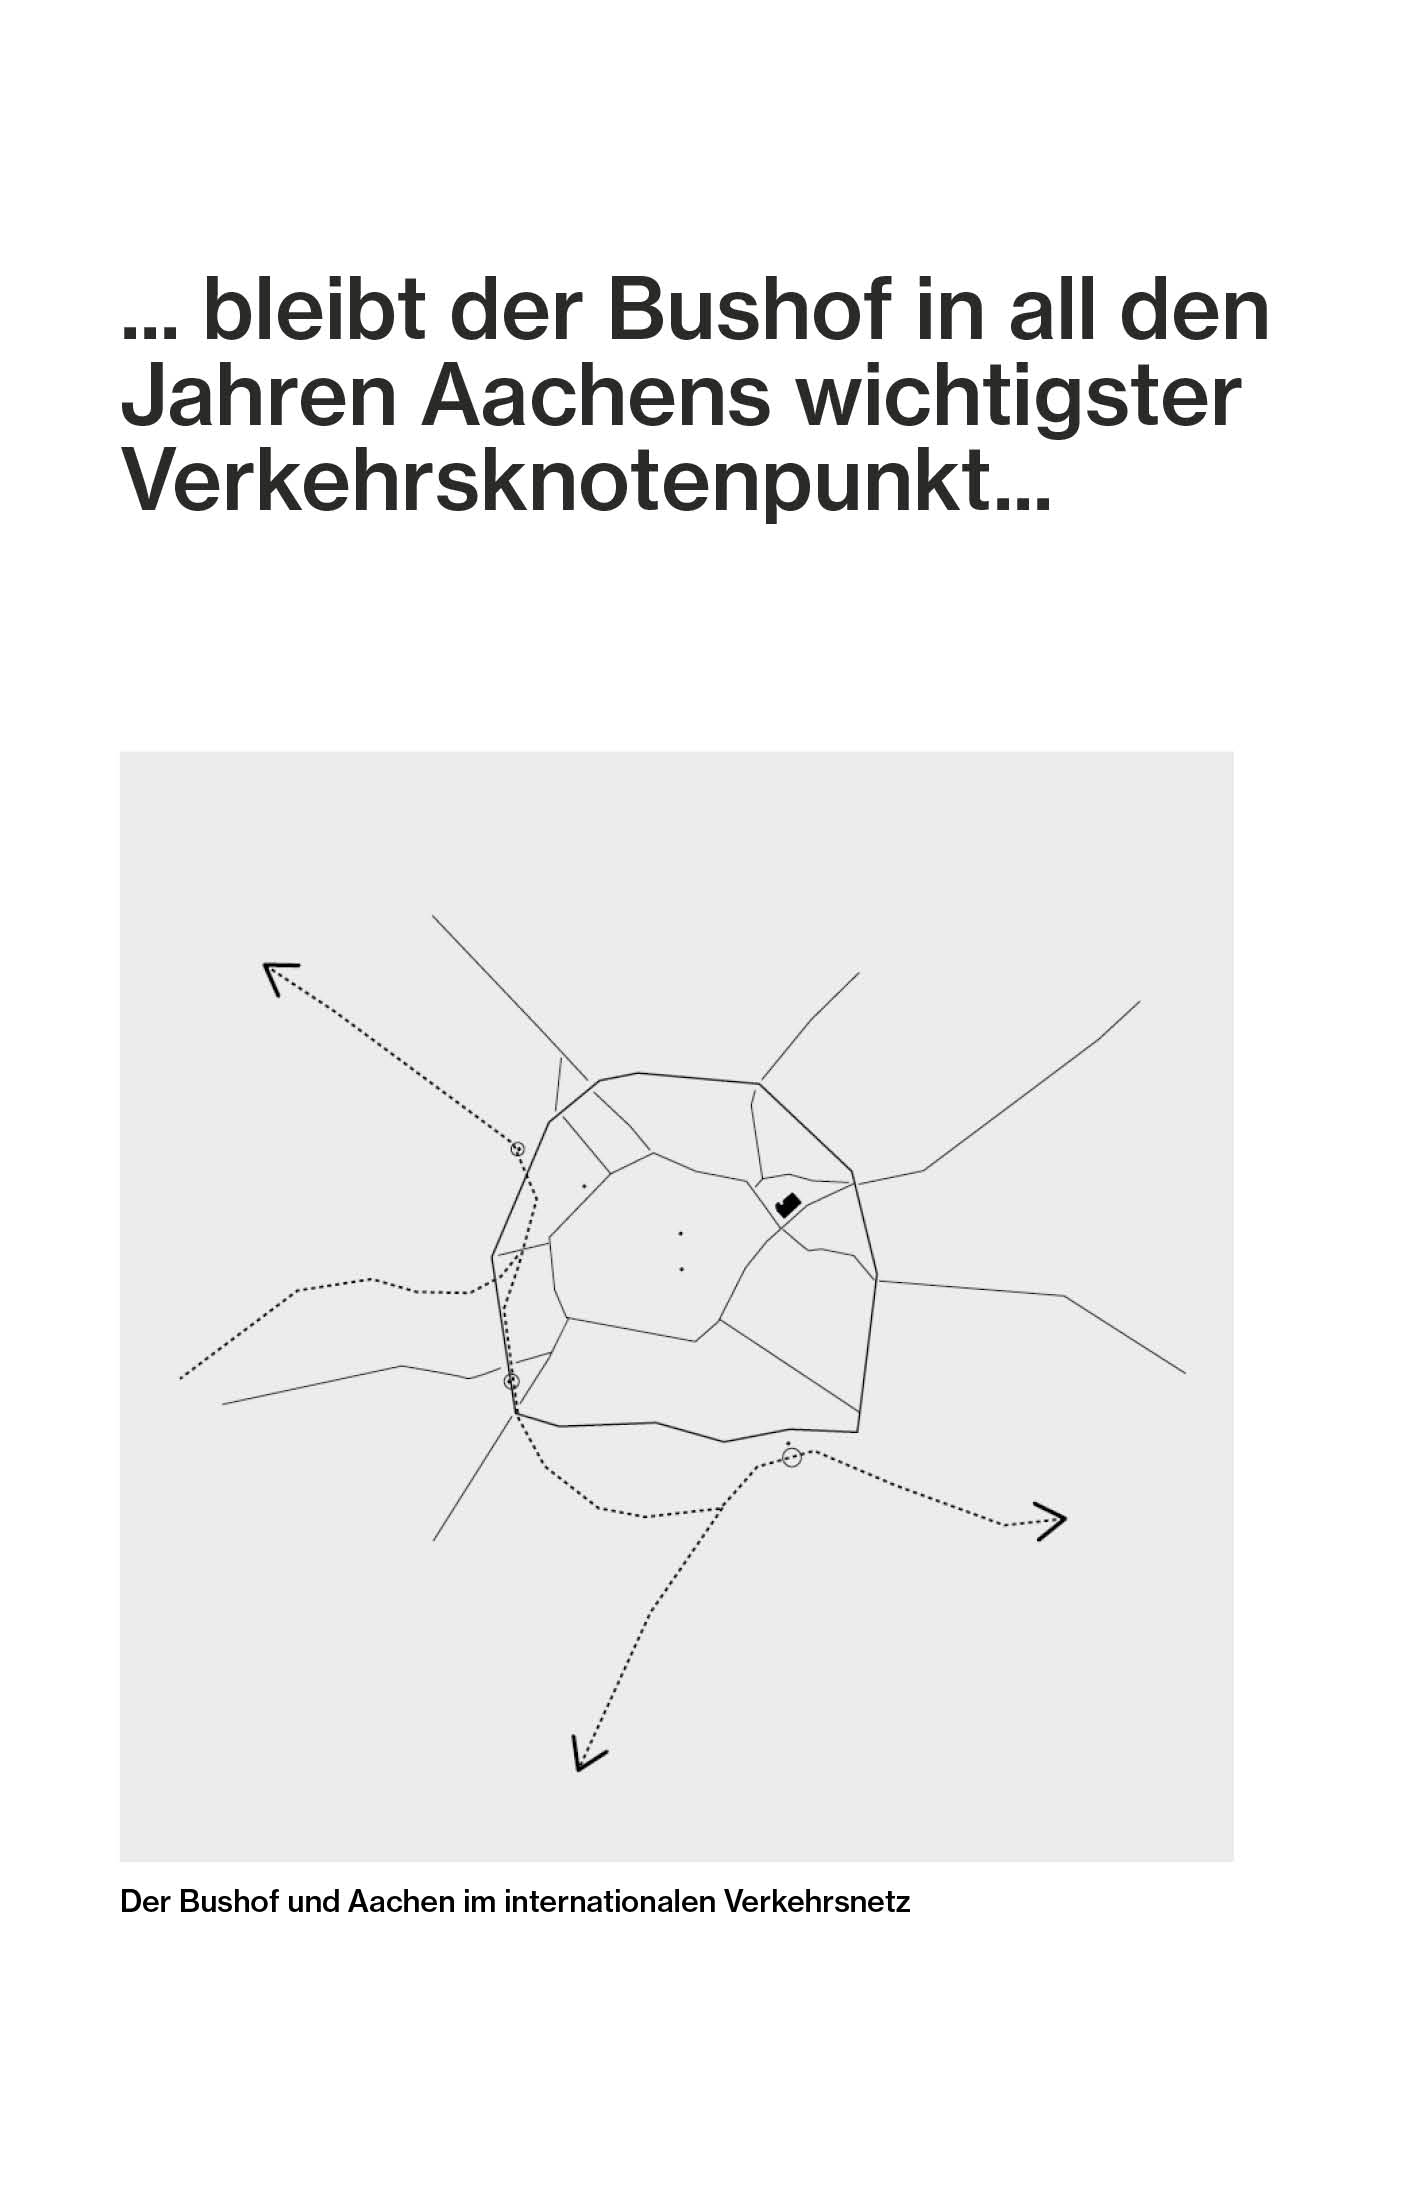 ... bleibt der Bushof in all den
Jahren Aachens wichtigster
Verkehrsknotenpunkt...
Der Bushof und Aachen im internationalen Verkehrsnetz